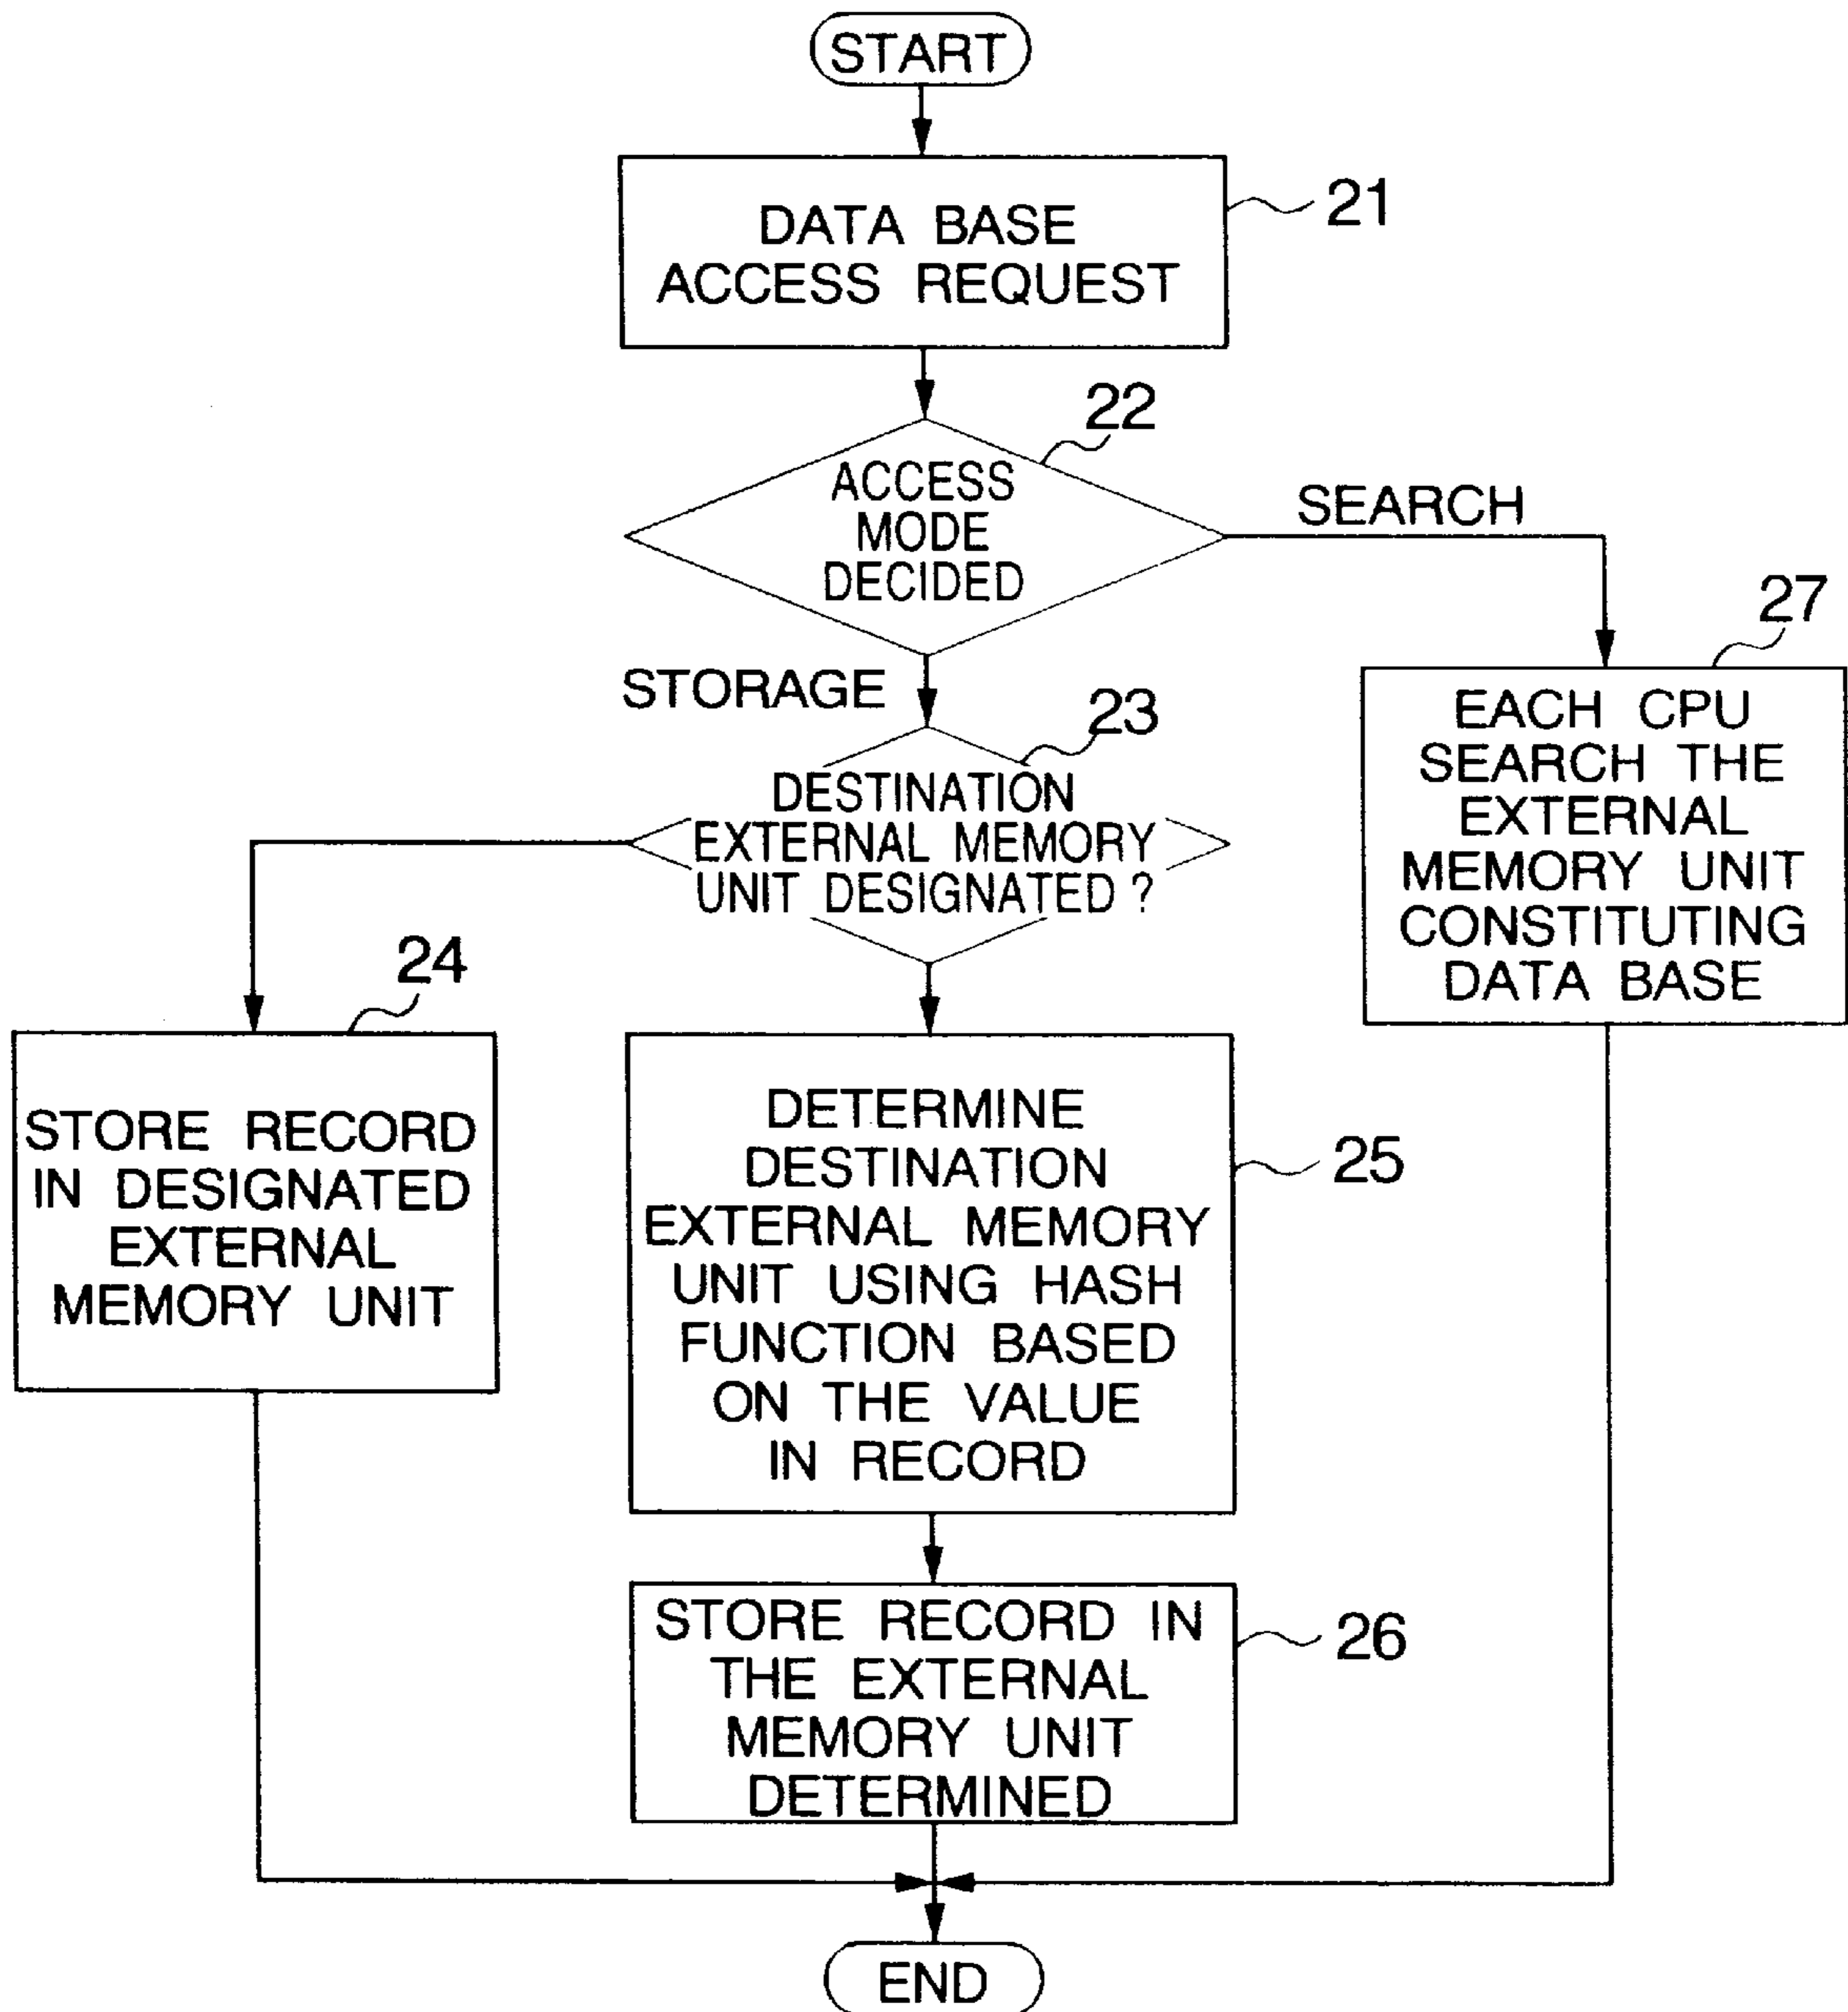 START
DATA BASE
ACCESS REQUEST
21
ACCESS
MODE
DECIDED
22
SEARCH
STORAGE
DESTINATION
EXTERNAL MEMORY
UNIT DESIGNATED ?
23
EACH CPU
SEARCH THE
EXTERNAL
MEMORY UNIT
CONSTITUTING
DATA BASE
27
STORE RECORD
IN DESIGNATED
EXTERNAL
MEMORY UNIT
24
DETERMINE
DESTINATION
EXTERNAL MEMORY
UNIT USING HASH
FUNCTION BASED
ON THE VALUE
IN RECORD
25
STORE RECORD IN
THE EXTERNAL
MEMORY UNIT
DETERMINED
26
END